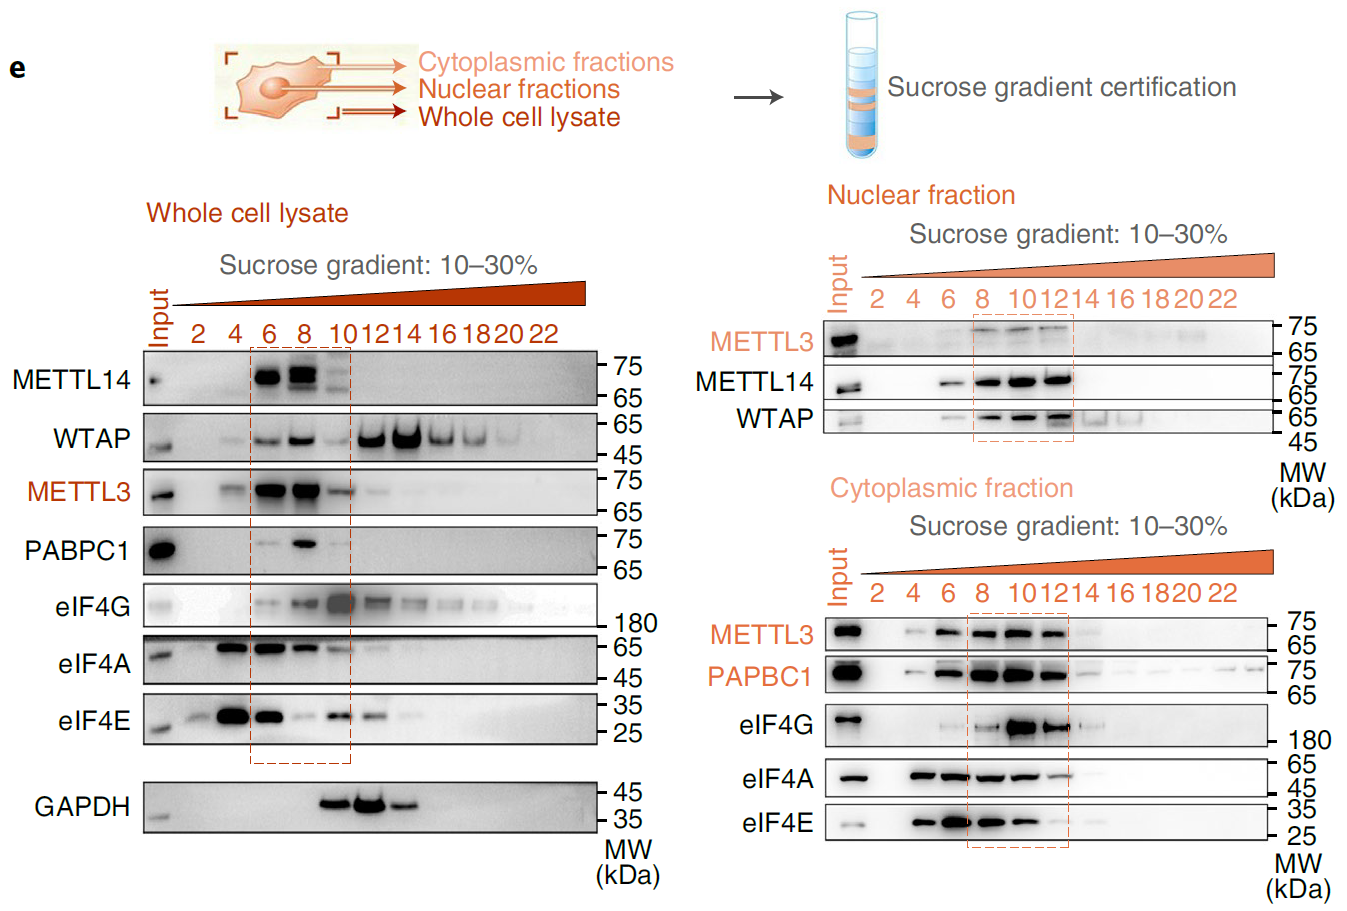 e
Cytoplasmic fractions
Nuclear fractions
Whole cell lysate
Sucrose gradient certification
Whole cell lysate
Sucrose gradient: 10–30%
Input 2 4 6 8 10 12 14 16 18 20 22
METTL14 75 65
WTAP 65 45
METTL3 75 65
PABPC1 75 65
eIF4G 180
eIF4A 65 45
eIF4E 35 25
GAPDH 45 35
MW
(kDa)
Nuclear fraction
Sucrose gradient: 10–30%
Input 2 4 6 8 10 12 14 16 18 20 22
METTL3 75 65
METTL14 75 65
WTAP 65 45
MW
(kDa)
Cytoplasmic fraction
Sucrose gradient: 10–30%
Input 2 4 6 8 10 12 14 16 18 20 22
METTL3 75 65
PAPBC1 75 65
eIF4G 180
eIF4A 65 45
eIF4E 35 25
MW
(kDa)